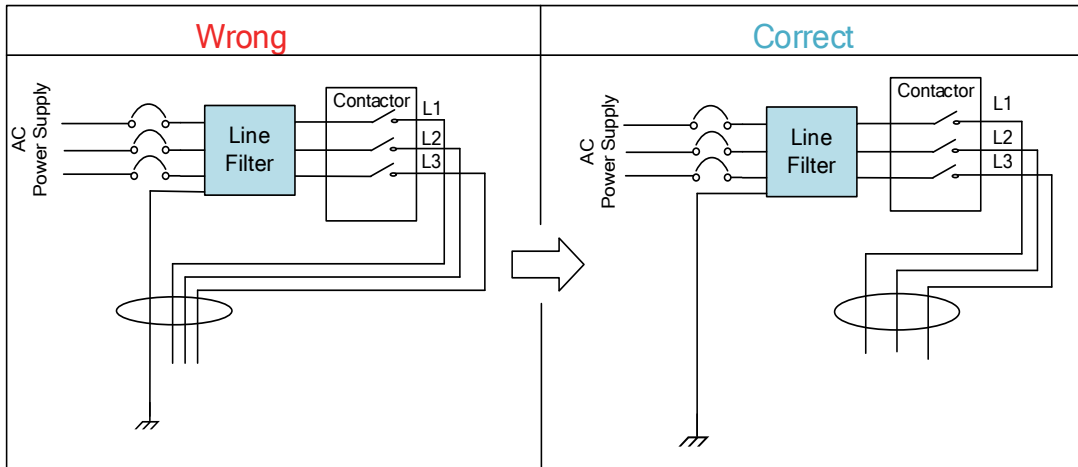 Wrong
Correct
AC
Power Supply
Line
Filter
Contactor
L1
L2
L3
AC
Power Supply
Line
Filter
Contactor
L1
L2
L3